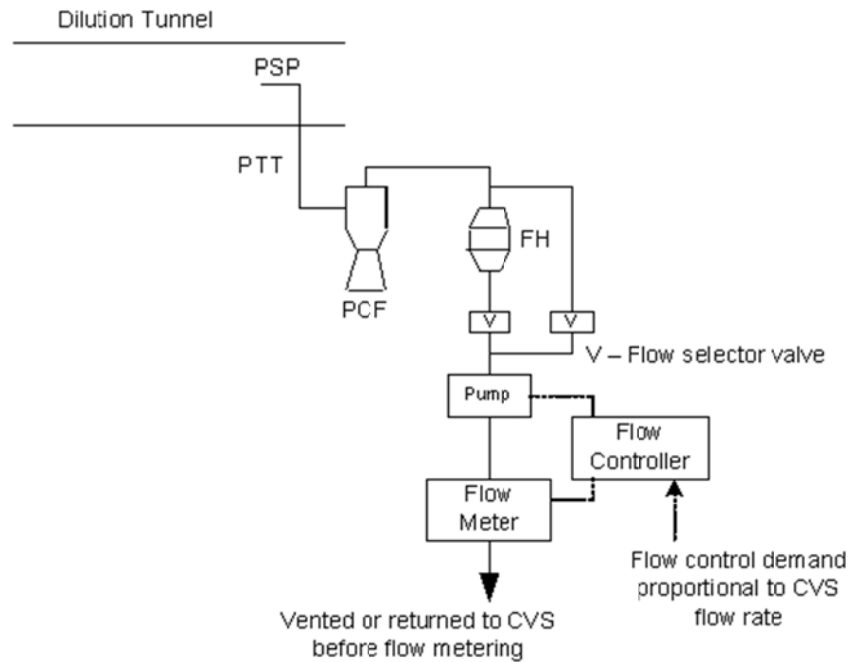 Dilution Tunnel
PSP
PTT
PCF
FH
V
V
V – Flow selector valve
Pump
Flow
Controller
Flow
Meter
Flow control demand
proportional to CVS
flow rate
Vented or returned to CVS
before flow metering